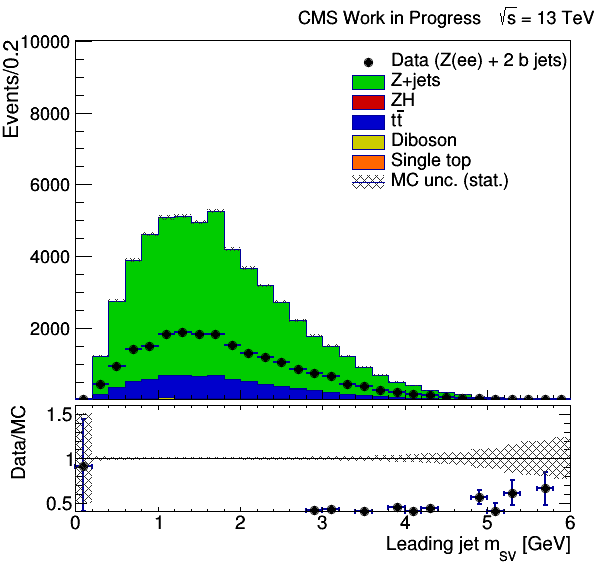 CMS Work in Progress √s = 13 TeV
Events/0.2
10000
8000
6000
4000
2000
Data (Z(ee) + 2 b jets)
Z+jets
ZH
tt̅
Diboson
Single top
MC unc. (stat.)
Data/MC
1.5
1
0.5
0 1 2 3 4 5 6
Leading jet m_SV [GeV]